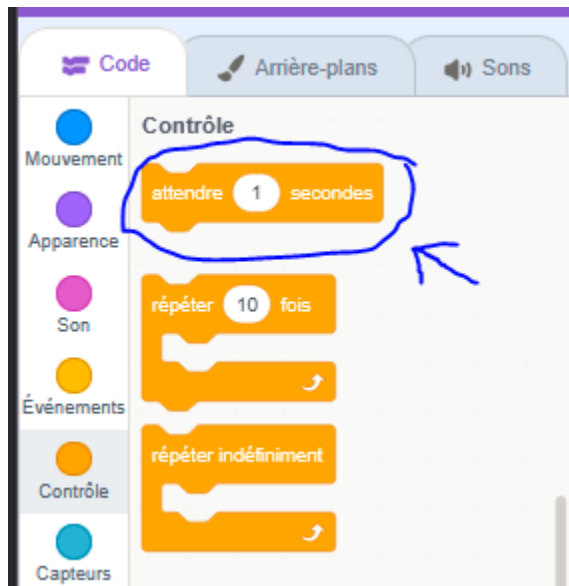 Code
Arrière-plans
Sons
Mouvement
Apparence
Son
Événements
Contrôle
Capteurs
Contrôle
attendre 1 secondes
répéter 10 fois
répéter indéfiniment